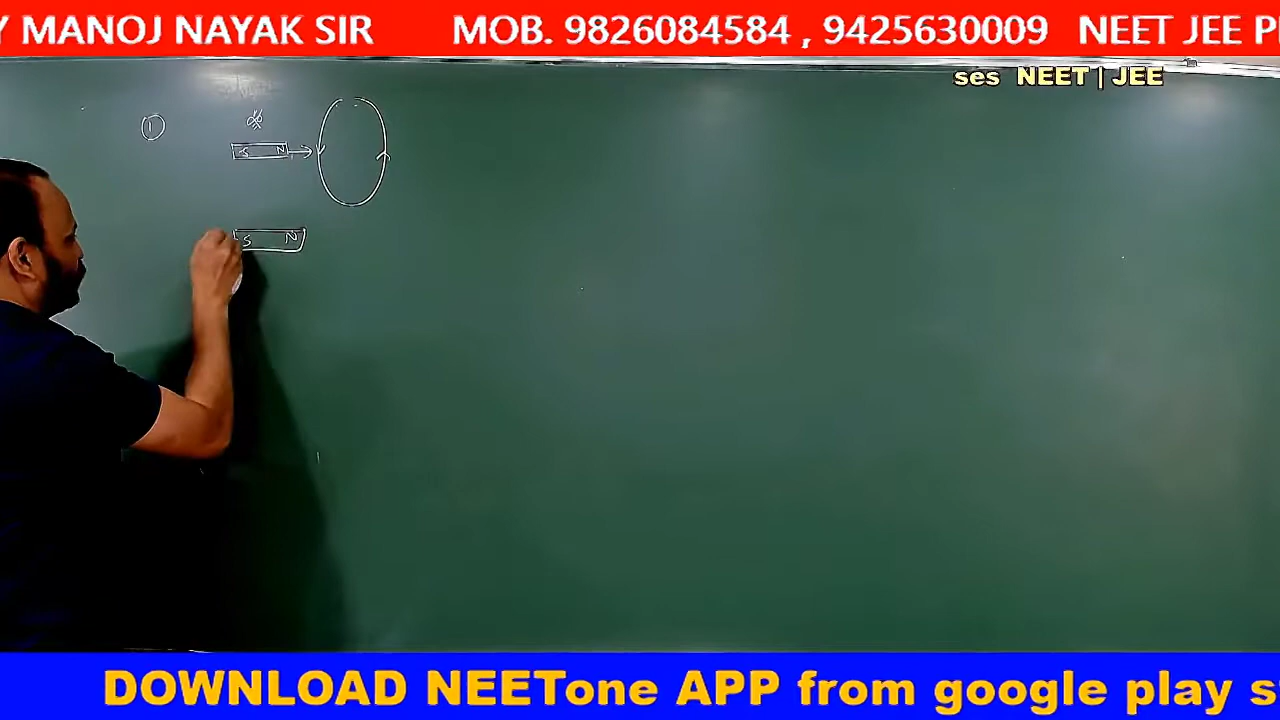 Y MANOJ NAYAK SIR MOB. 9826084584 , 9425630009 NEET JEE P
ses NEET | JEE
1
S N
S N
DOWNLOAD NEETone APP from google play s